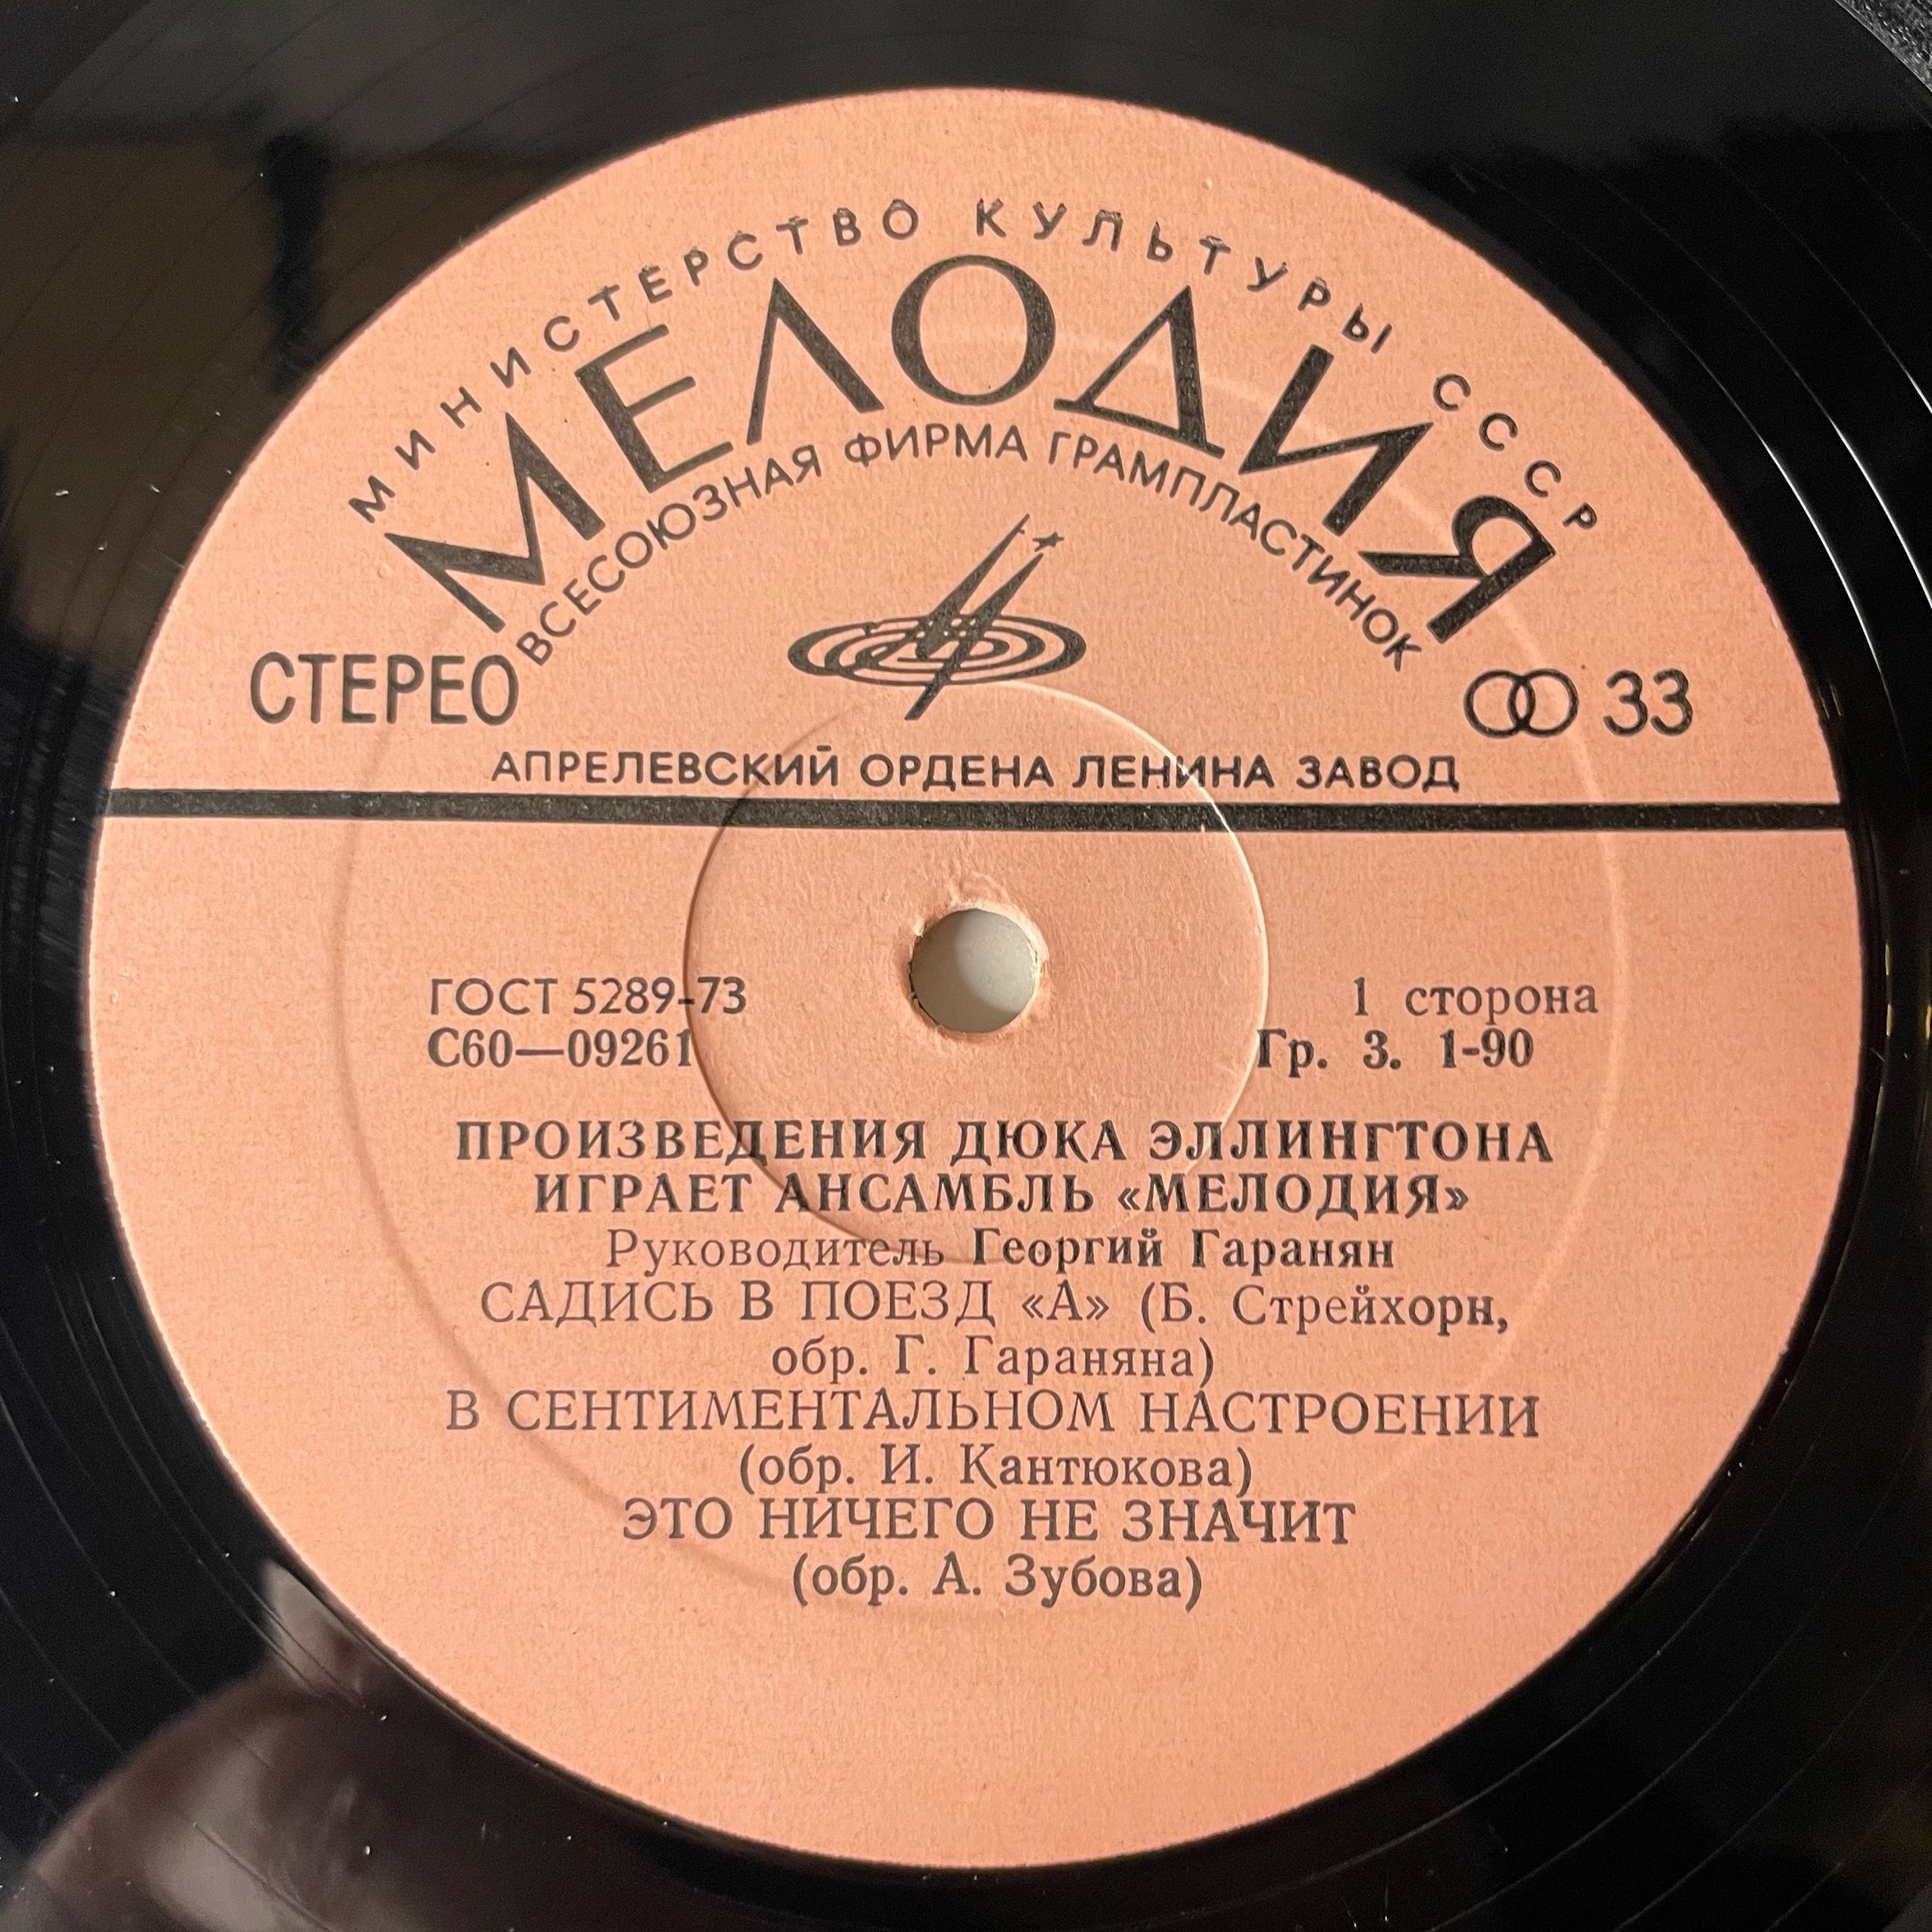 МИНИСТЕРСТВО КУЛЬТУРЫ СССР
МЕЛОДИЯ
ВСЕСОЮЗНАЯ ФИРМА ГРАМПЛАСТИНОК
СТЕРЕО
33
АПРЕЛЕВСКИЙ ОРДЕНА ЛЕНИНА ЗАВОД
ГОСТ 5289-73
1 сторона
С60—09261
Гр. 3. 1-90
ПРОИЗВЕДЕНИЯ ДЮКА ЭЛЛИНГТОНА
ИГРАЕТ АНСАМБЛЬ «МЕЛОДИЯ»
Руководитель Георгий Гаранян
САДИСЬ В ПОЕЗД «А» (Б. Стрейхорн,
обр. Г. Гараняна)
В СЕНТИМЕНТАЛЬНОМ НАСТРОЕНИИ
(обр. И. Кантюкова)
ЭТО НИЧЕГО НЕ ЗНАЧИТ
(обр. А. Зубова)